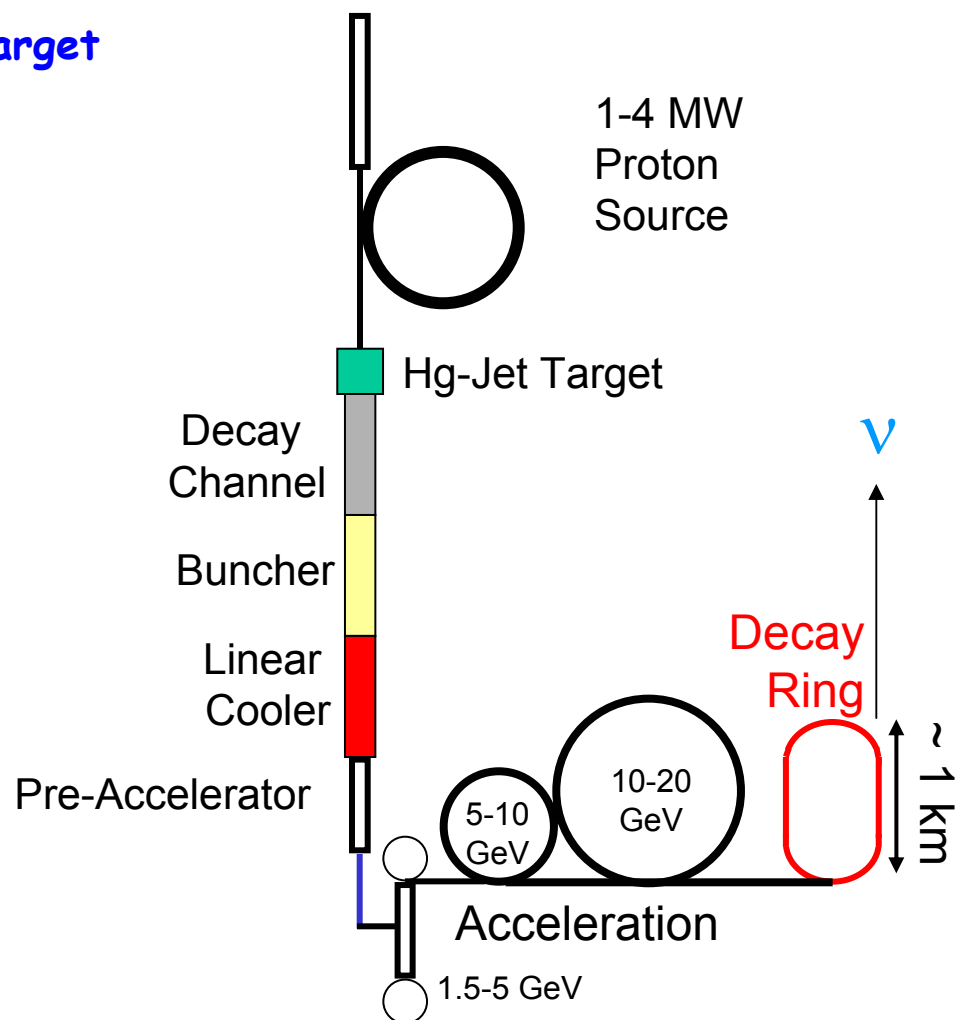 arget
1-4 MW
Proton
Source
Hg-Jet Target
Decay
Channel
ν
Buncher
Linear
Cooler
Decay
Ring
~ 1 km
Pre-Accelerator
5-10
GeV
10-20
GeV
Acceleration
1.5-5 GeV